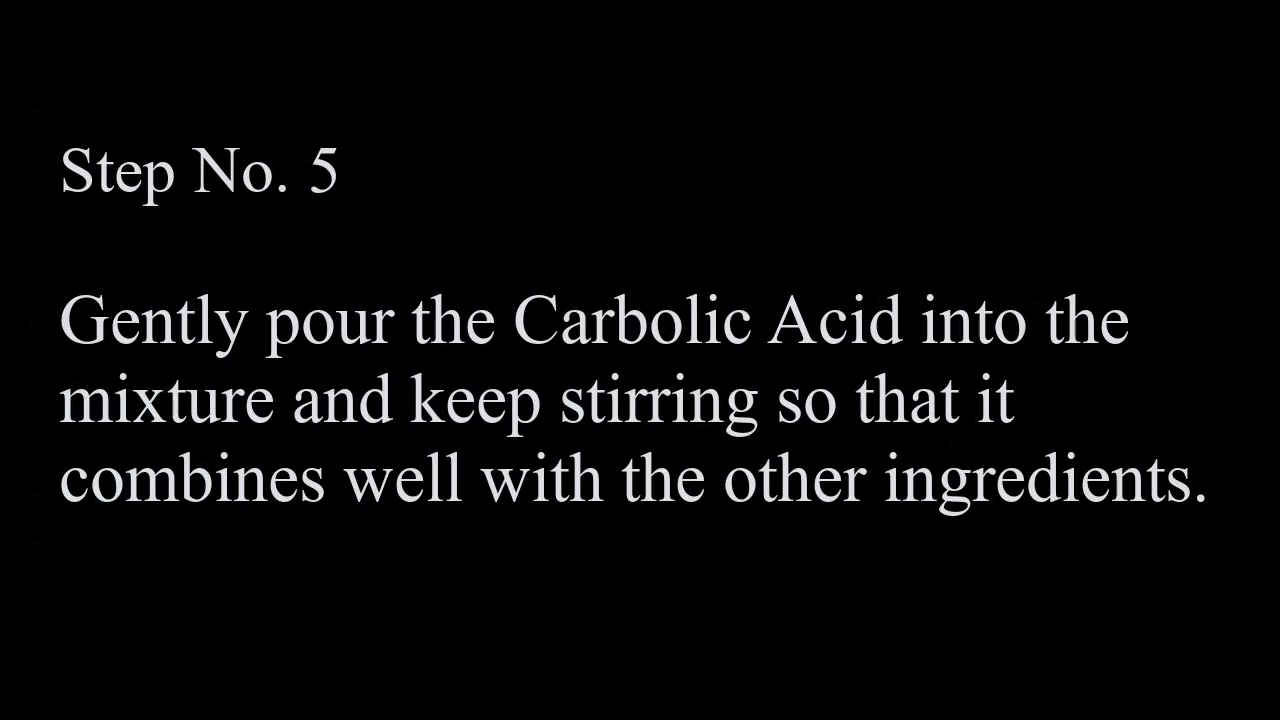 Step No. 5
Gently pour the Carbolic Acid into the
mixture and keep stirring so that it
combines well with the other ingredients.